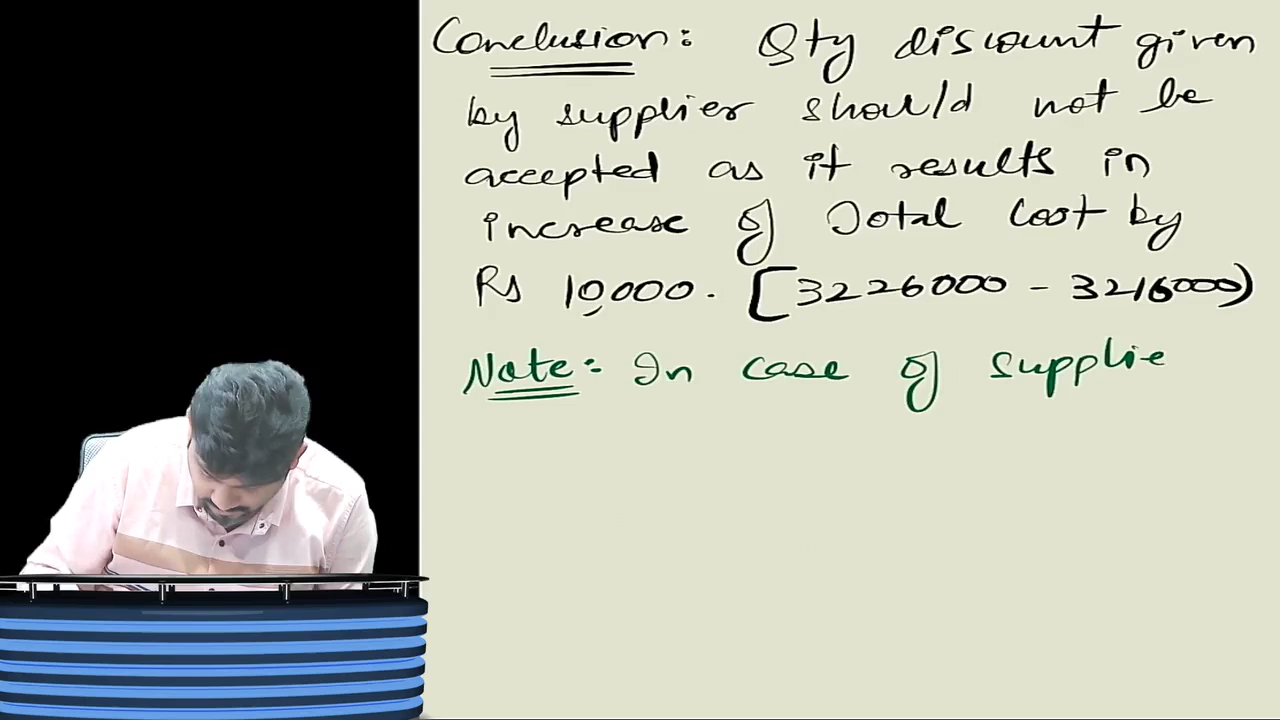 Conclusion: Qty discount given
by supplier should not be
accepted as it results in
increase of Total Cost by
Rs 10,000. [3226000 - 3216000)
Note: In case of supplie